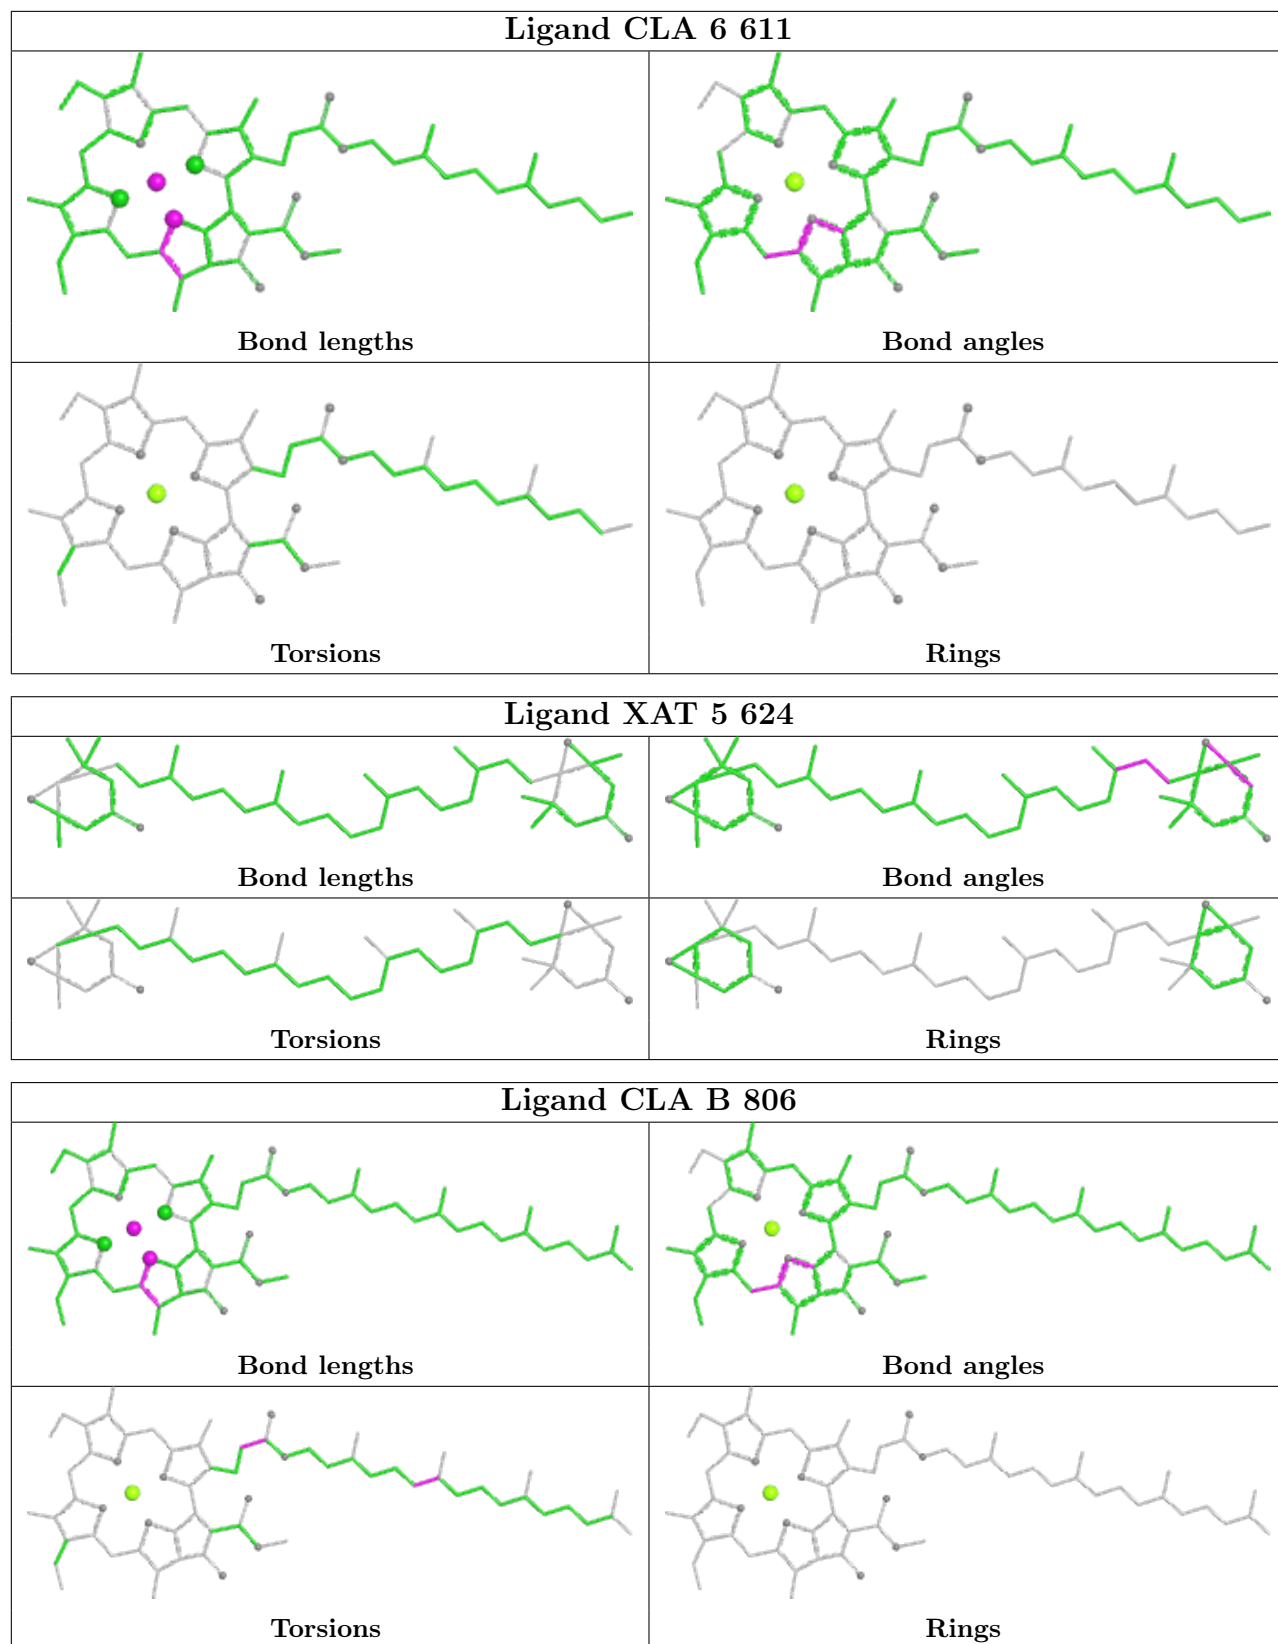 Ligand CLA 6 611
Bond lengths
Bond angles
Torsions
Rings
Ligand XAT 5 624
Bond lengths
Bond angles
Torsions
Rings
Ligand CLA B 806
Bond lengths
Bond angles
Torsions
Rings